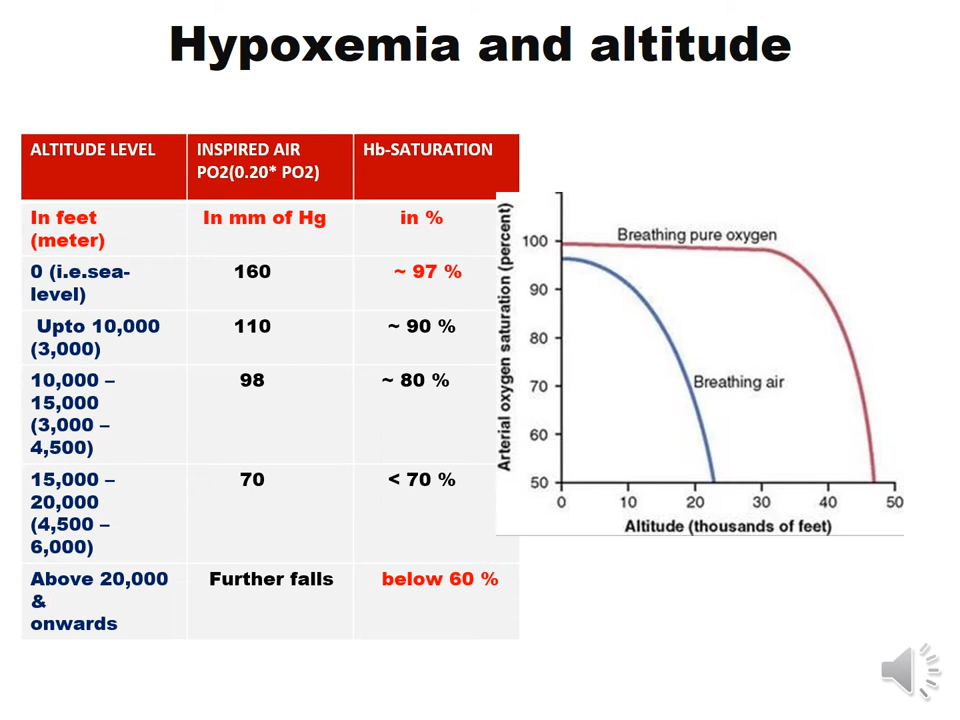 Hypoxemia and altitude
ALTITUDE LEVEL
INSPIRED AIR
PO2(0.20* PO2)
Hb-SATURATION
In feet
(meter)
In mm of Hg
in %
0 (i.e.sea-
level)
160
~ 97 %
Upto 10,000
(3,000)
110
~ 90 %
10,000 –
15,000
(3,000 –
4,500)
98
~ 80 %
15,000 –
20,000
(4,500 –
6,000)
70
< 70 %
Above 20,000
&
onwards
Further falls
below 60 %
Arterial oxygen saturation (percent)
100
90
80
70
60
50
Breathing pure oxygen
Breathing air
0
10
20
30
40
50
Altitude (thousands of feet)